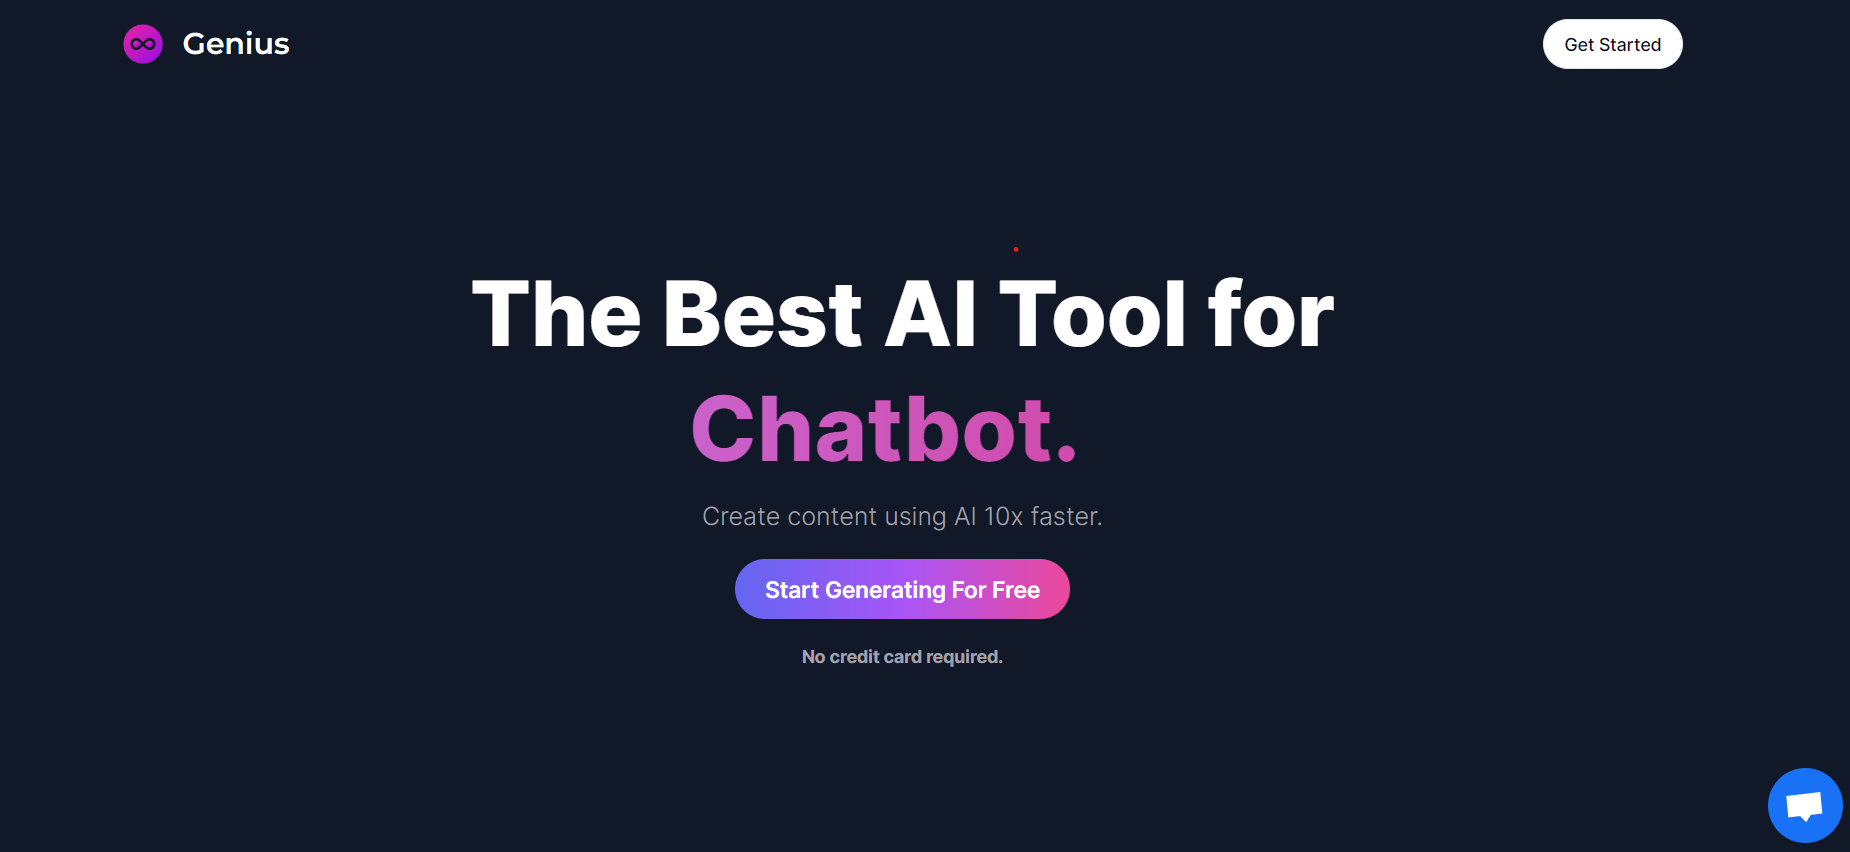 Genius
Get Started
The Best AI Tool for
Chatbot.
Create content using AI 10x faster.
Start Generating For Free
No credit card required.